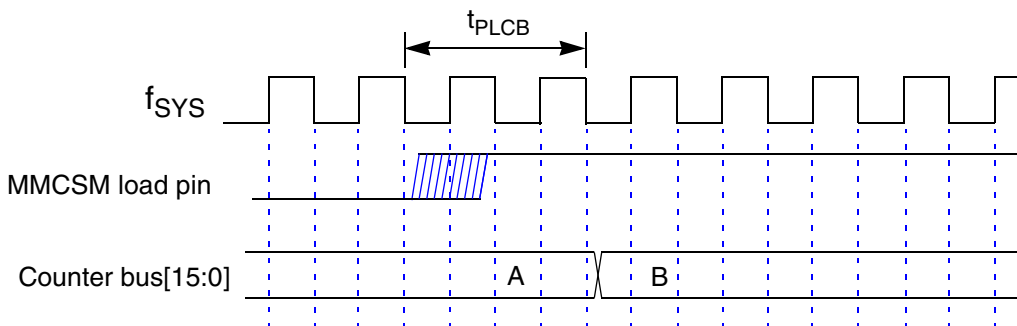 tPLCB
fSYS
MMCSM load pin
Counter bus[15:0]
A
B